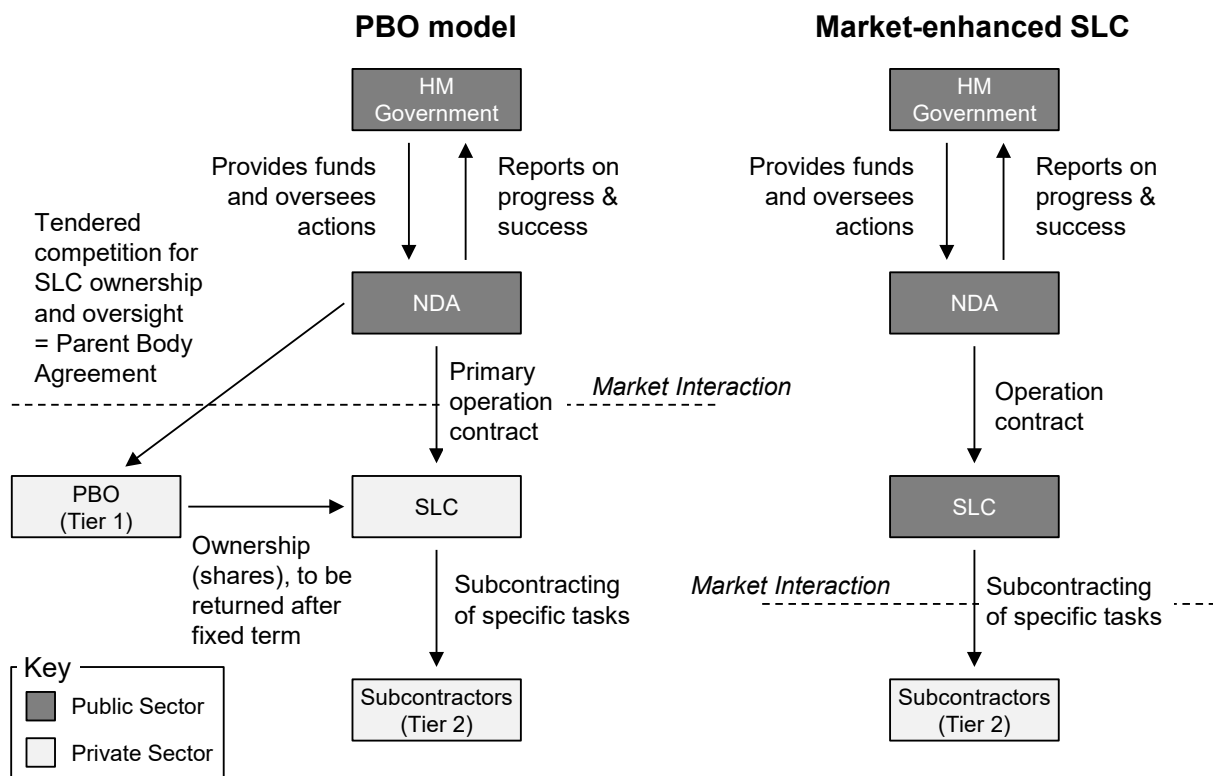 PBO model
HM
Government
Provides funds
and oversees
actions
Reports on
progress &
success
Tendered
competition for
SLC ownership
and oversight
= Parent Body
Agreement
NDA
Primary
operation
contract
Market Interaction
PBO
(Tier 1)
SLC
Ownership
(shares), to be
returned after
fixed term
Subcontracting
of specific tasks
Subcontractors
(Tier 2)
Key
Public Sector
Private Sector
Market-enhanced SLC
HM
Government
Provides funds
and oversees
actions
Reports on
progress &
success
NDA
Operation
contract
SLC
Market Interaction
Subcontracting
of specific tasks
Subcontractors
(Tier 2)